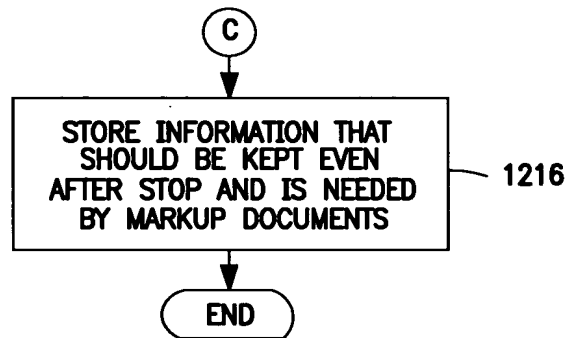 C
STORE INFORMATION THAT
SHOULD BE KEPT EVEN
AFTER STOP AND IS NEEDED
BY MARKUP DOCUMENTS
1216
END